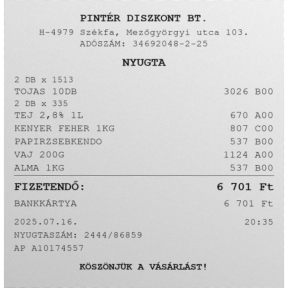 PINTÉR DISZKONT BT.
H-4979 Székfa, Mezőgyörgyi utca 103.
ADÓSZÁM: 34692048-2-25
NYUGTA
2 DB x 1513
TOJAS 10DB 3026 B00
2 DB x 335
TEJ 2,8% 1L 670 A00
KENYER FEHER 1KG 807 C00
PAPIRZSEBKENDO 537 B00
VAJ 200G 1124 A00
ALMA 1KG 537 B00
FIZETENDŐ: 6 701 Ft
BANKKÁRTYA 6 701 Ft
2025.07.16. 20:35
NYUGTASZÁM: 2444/86859
AP A10174557
KÖSZÖNJÜK A VÁSÁRLÁST!